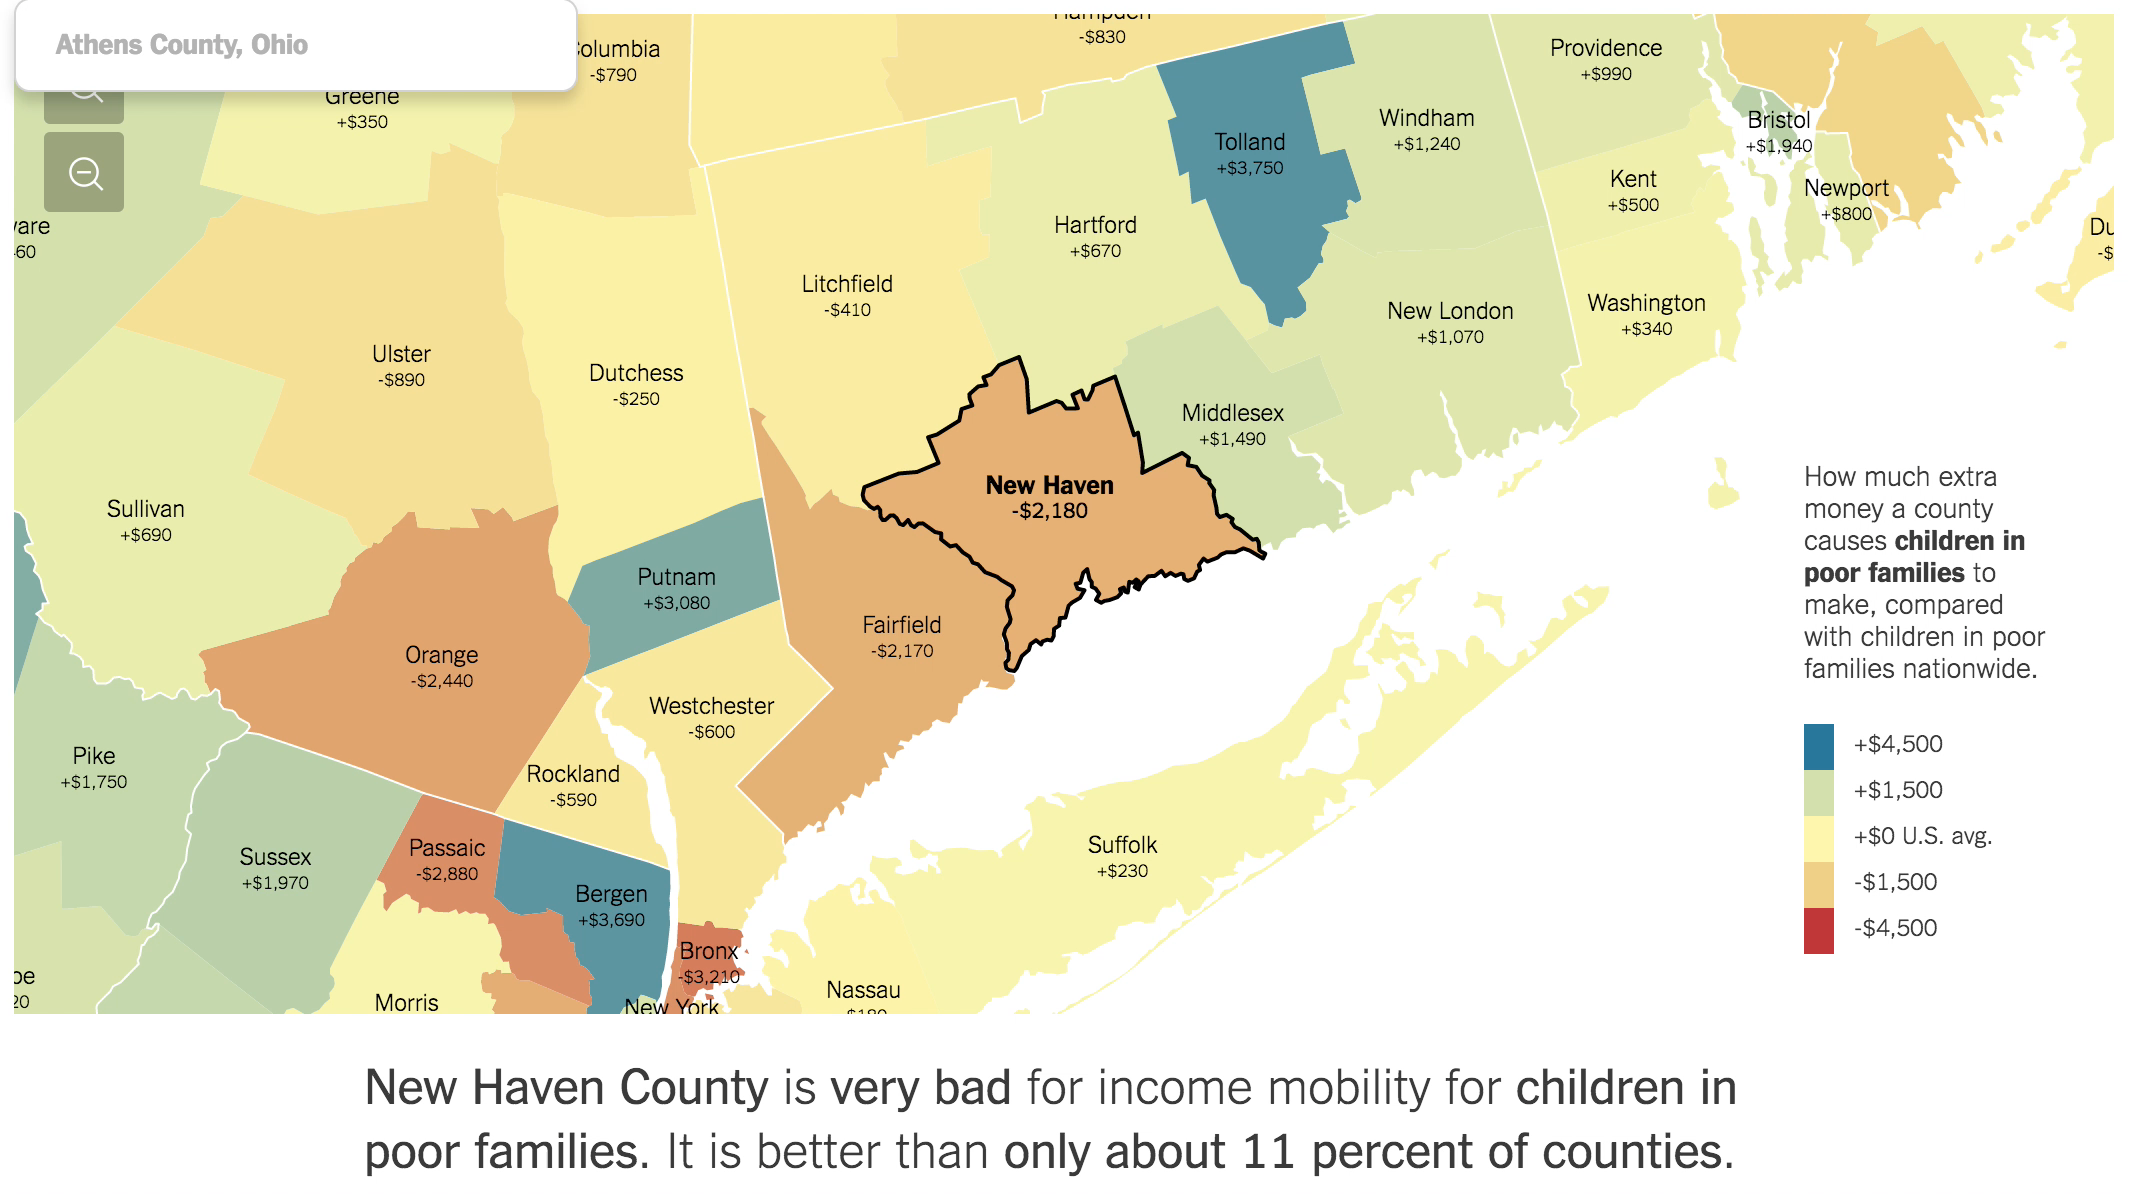 Athens County, Ohio
Columbia
-$790
Hampden
-$830
Greene
+$350
Tolland
+$3,750
Windham
+$1,240
Providence
+$990
Bristol
+$1,940
Kent
+$500
Newport
+$800
Hartford
+$670
Litchfield
-$410
New London
+$1,070
Washington
+$340
Ulster
-$890
Dutchess
-$250
Middlesex
+$1,490
New Haven
-$2,180
Sullivan
+$690
Putnam
+$3,080
Fairfield
-$2,170
Orange
-$2,440
Westchester
-$600
Pike
+$1,750
Rockland
-$590
Passaic
-$2,880
Sussex
+$1,970
Bergen
+$3,690
Suffolk
+$230
Bronx
-$3,210
Nassau
Morris
New York
How much extra
money a county
causes children in
poor families to
make, compared
with children in poor
families nationwide.
+$4,500
+$1,500
+$0 U.S. avg.
-$1,500
-$4,500
New Haven County is very bad for income mobility for children in
poor families. It is better than only about 11 percent of counties.